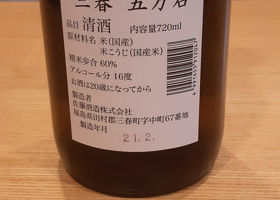 三春 五万石
品目 清酒 内容量720ml
原材料名 米(国産)
米こうじ(国産米)
精米歩合 60%
アルコール分 16度
お酒は20歳になってから
製造者
佐藤酒造株式会社
福島県田村郡三春町字中町67番地
製造年月
21.2.